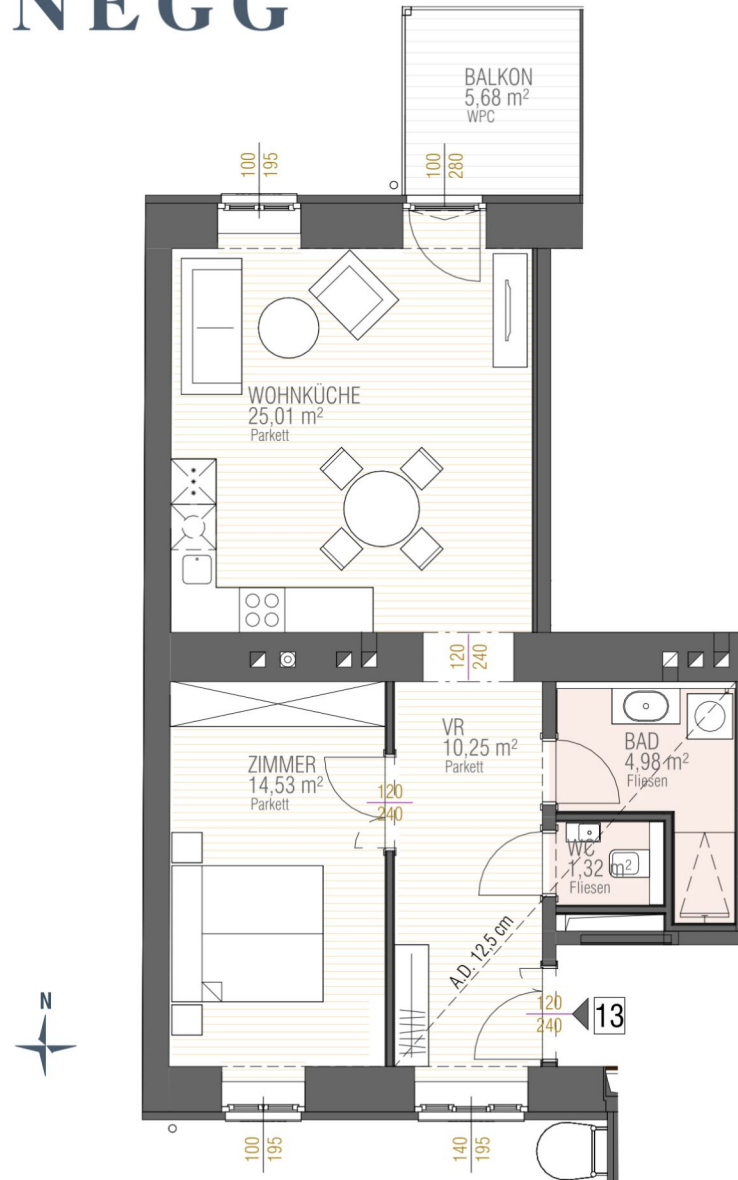 NEGG
BALKON
5,68 m²
WPC
100
195
100
280
WOHNKÜCHE
25,01 m²
Parkett
120
240
VR
10,25 m²
Parkett
BAD
4,98 m²
Fliesen
ZIMMER
14,53 m²
Parkett
120
240
WC
1,32 m²
Fliesen
A.D. 12,5 cm
N
120
240
13
100
195
140
195